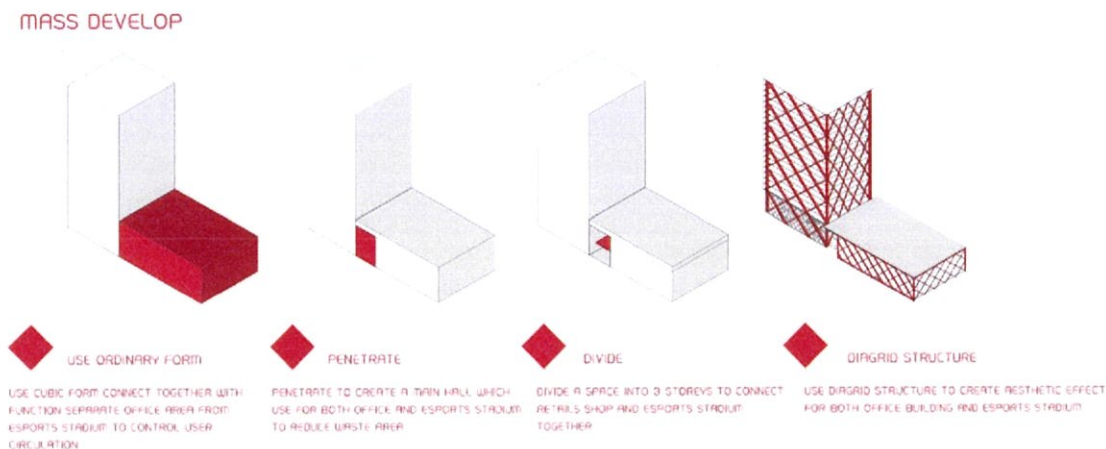 MASS DEVELOP
USE ORDINARY FORM
USE CUBIC FORM CONNECT TOGETHER WITH
FUNCTION SEPARATE OFFICE AREA FROM
ESPORTS STADIUM TO CONTROL USER
CIRCULATION
PENETRATE
PENETRATE TO CREATE A MAIN HALL WHICH
USE FOR BOTH OFFICE AND ESPORTS STADIUM
TO REDUCE WASTE AREA
DIVIDE
DIVIDE A SPACE INTO 3 STOREYS TO CONNECT
RETAILS SHOP AND ESPORTS STADIUM
TOGETHER
DIAGRID STRUCTURE
USE DIAGRID STRUCTURE TO CREATE AESTHETIC EFFECT
FOR BOTH OFFICE BUILDING AND ESPORTS STADIUM